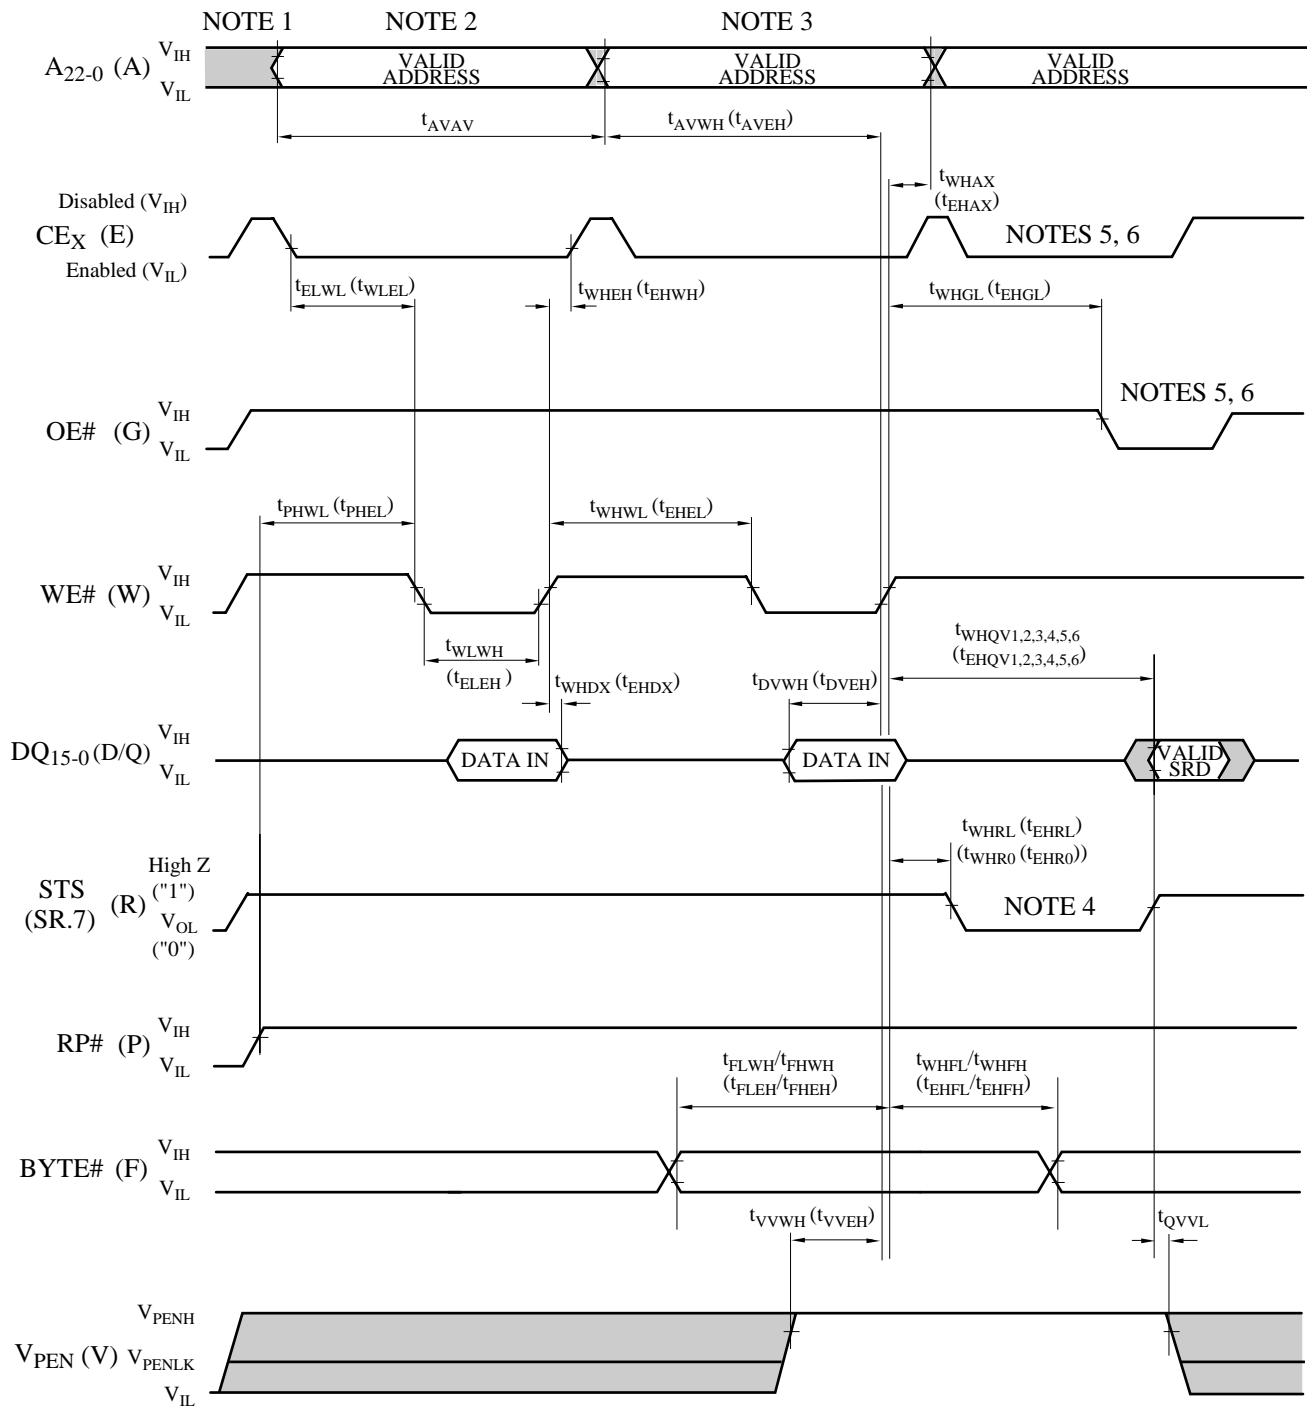 NOTE 1 NOTE 2 NOTE 3
A22-0 (A) VIH VIL
VALID ADDRESS
VALID ADDRESS
VALID ADDRESS
tAVAV
tAVWH (tAVEH)
tWHAX
(tEHAX)
Disabled (VIH)
CEX (E)
Enabled (VIL)
NOTES 5, 6
tELWL (tWLEL)
tWHEH (tEHWH)
tWHGL (tEHGL)
OE# (G) VIH VIL
NOTES 5, 6
tPHWL (tPHEL)
tWHWL (tEHEL)
WE# (W) VIH VIL
tWLWH
(tELEH )
tWHDX (tEHDX)
tDVWH (tDVEH)
tWHQV1,2,3,4,5,6
(tEHQV1,2,3,4,5,6)
DQ15-0 (D/Q) VIH VIL
DATA IN
DATA IN
VALID
SRD
tWHRL (tEHRL)
(tWHR0 (tEHR0))
STS
(SR.7) (R)
High Z
("1")
VOL
("0")
NOTE 4
RP# (P) VIH VIL
tFLWH/tFHWH
(tFLEH/tFHEH)
tWHFL/tWHFH
(tEHFL/tEHFH)
BYTE# (F) VIH VIL
tVVWH (tVVEH)
tQVVL
VPENH
VPEN (V) VPENLK
VIL